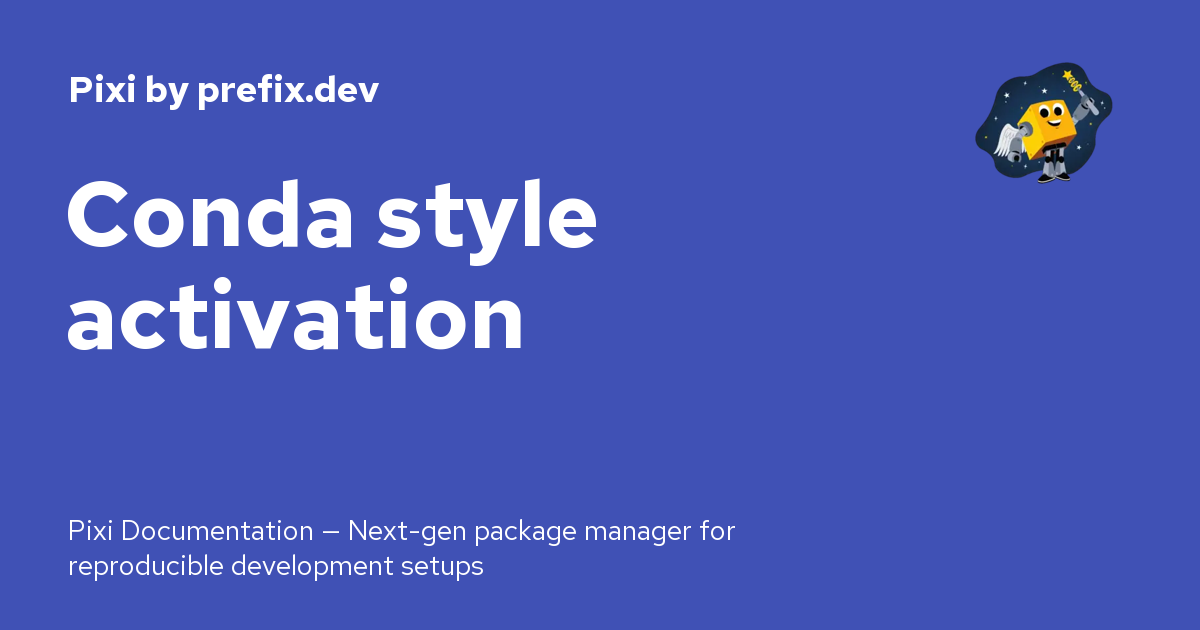 Pixi by prefix.dev
Conda style
activation
Pixi Documentation — Next-gen package manager for
reproducible development setups